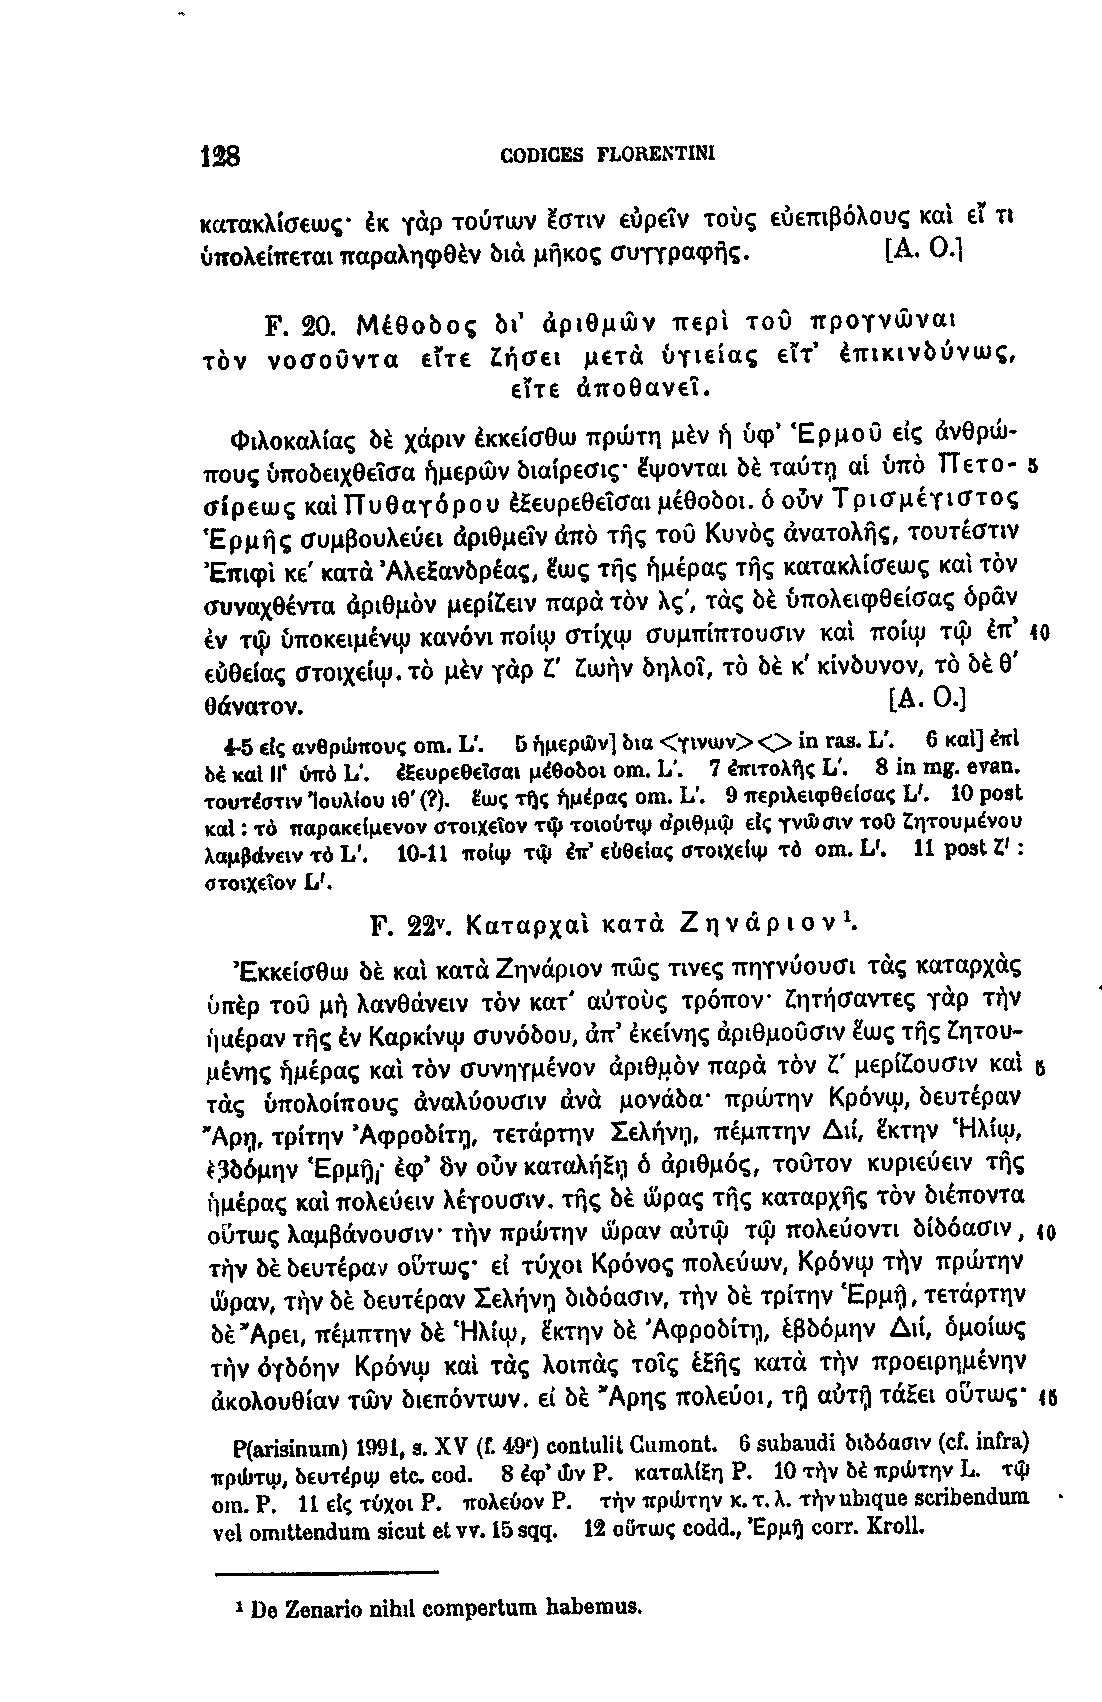 128 CODICES FLORENTINI
κατακλίσεως· ἐκ γὰρ τούτων ἔστιν εὑρεῖν τοὺς εὐεπιβόλους καὶ εἴ τι
ὑπολείπεται παραληφθὲν διὰ μῆκος συγγραφῆς. [A. O.]
F. 20. Μέθοδος δι' ἀριθμῶν περὶ τοῦ προγνῶναι
τὸν νοσοῦντα εἴτε ζήσει μετὰ ὑγιείας εἴτ' ἐπικινδύνως,
εἴτε ἀποθανεῖ.
Φιλοκαλίας δὲ χάριν ἐκκείσθω πρώτη μὲν ἡ ὑφ' Ἑρμοῦ εἰς ἀνθρώ-
πους ὑποδειχθεῖσα ἡμερῶν διαίρεσις· ἕψονται δὲ ταύτῃ αἱ ὑπὸ Πετο- 5
σίρεως καὶ Πυθαγόρου ἐξευρεθεῖσαι μέθοδοι. ὁ οὖν Τρισμέγιστος
Ἑρμῆς συμβουλεύει ἀριθμεῖν ἀπὸ τῆς τοῦ Κυνὸς ἀνατολῆς, τουτέστιν
Ἐπιφὶ κε' κατὰ Ἀλεξανδρέας, ἕως τῆς ἡμέρας τῆς κατακλίσεως καὶ τὸν
συναχθέντα ἀριθμὸν μερίζειν παρὰ τὸν λς', τὰς δὲ ὑπολειφθείσας ὁρᾶν
ἐν τῷ ὑποκειμένῳ κανόνι ποίῳ στίχῳ συμπίπτουσιν καὶ ποίῳ τῷ ἐπ' 10
εὐθείας στοιχείῳ. τὸ μὲν γὰρ ζ' ζωὴν δηλοῖ, τὸ δὲ κ' κίνδυνον, τὸ δὲ θ'
θάνατον. [A. O.]
4-5 εἰς ανθρώπους om. L'. 5 ἡμερῶν] δια <γινων> <> in ras. L'. 6 καὶ] ἐπὶ
δὲ καὶ Π' ὑπὸ L'. ἐξευρεθεῖσαι μέθοδοι om. L'. 7 ἐπιτολῆς L'. 8 in mg. evan.
τουτέστιν Ἰουλίου ιθ' (?). ἕως τῆς ἡμέρας om. L'. 9 περιλειφθείσας L'. 10 post
καὶ : τὸ παρακείμενον στοιχεῖον τῷ τοιούτῳ ἀριθμῷ εἰς γνῶσιν τοῦ ζητουμένου
λαμβάνειν τὸ L'. 10-11 ποίῳ τῷ ἐπ' εὐθείας στοιχείῳ τὸ om. L'. 11 post ζ' :
στοιχεῖον L'.
F. 22v. Καταρχαὶ κατὰ Ζηνάριον¹.
Ἐκκείσθω δὲ καὶ κατὰ Ζηνάριον πῶς τινες πηγνύουσι τὰς καταρχὰς
ὑπὲρ τοῦ μὴ λανθάνειν τὸν κατ' αὐτοὺς τρόπον· ζητήσαντες γὰρ τὴν
ἡμέραν τῆς ἐν Καρκίνῳ συνόδου, ἀπ' ἐκείνης ἀριθμοῦσιν ἕως τῆς ζητου-
μένης ἡμέρας καὶ τὸν συνηγμένον ἀριθμὸν παρὰ τὸν ζ' μερίζουσιν καὶ 5
τὰς ὑπολοίπους ἀναλύουσιν ἀνὰ μονάδα· πρώτην Κρόνῳ, δευτέραν
Ἄρῃ, τρίτην Ἀφροδίτῃ, τετάρτην Σελήνῃ, πέμπτην Διί, ἕκτην Ἡλίῳ,
ἑβδόμην Ἑρμῇ· ἐφ' ὃν οὖν καταλήξῃ ὁ ἀριθμός, τοῦτον κυριεύειν τῆς
ἡμέρας καὶ πολεύειν λέγουσιν. τῆς δὲ ὥρας τῆς καταρχῆς τὸν διέποντα
οὕτως λαμβάνουσιν· τὴν πρώτην ὥραν αὐτῷ τῷ πολεύοντι δίδόασιν, 10
τὴν δὲ δευτέραν οὕτως· εἰ τύχοι Κρόνος πολεύων, Κρόνῳ τὴν πρώτην
ὥραν, τὴν δὲ δευτέραν Σελήνῃ διδόασιν, τὴν δὲ τρίτην Ἑρμῇ, τετάρτην
δὲ Ἄρει, πέμπτην δὲ Ἡλίῳ, ἕκτην δὲ Ἀφροδίτῃ, ἑβδόμην Διί, ὁμοίως
τὴν ὀγδόην Κρόνῳ καὶ τὰς λοιπὰς τοῖς ἑξῆς κατὰ τὴν προειρημένην
ἀκολουθίαν τῶν διεπόντων. εἰ δὲ Ἄρης πολεύοι, τῇ αὐτῇ τάξει οὕτως· 15
P(arisinum) 1991, s. XV (f. 49r) contulit Cumont. 6 subaudi διδόασιν (cf. infra)
πρώτῳ, δευτέρῳ etc. cod. 8 ἐφ' ὧν P. καταλίξη P. 10 τὴν δὲ πρώτην L. τῷ
om. P. 11 εἰς τύχοι P. πολεύον P. τὴν πρώτην κ. τ. λ. τὴν ubique scribendum
vel omittendum sicut et vv. 15 sqq. 12 οὕτως codd., Ἑρμῇ corr. Kroll.
¹ De Zenario nihil compertum habemus.